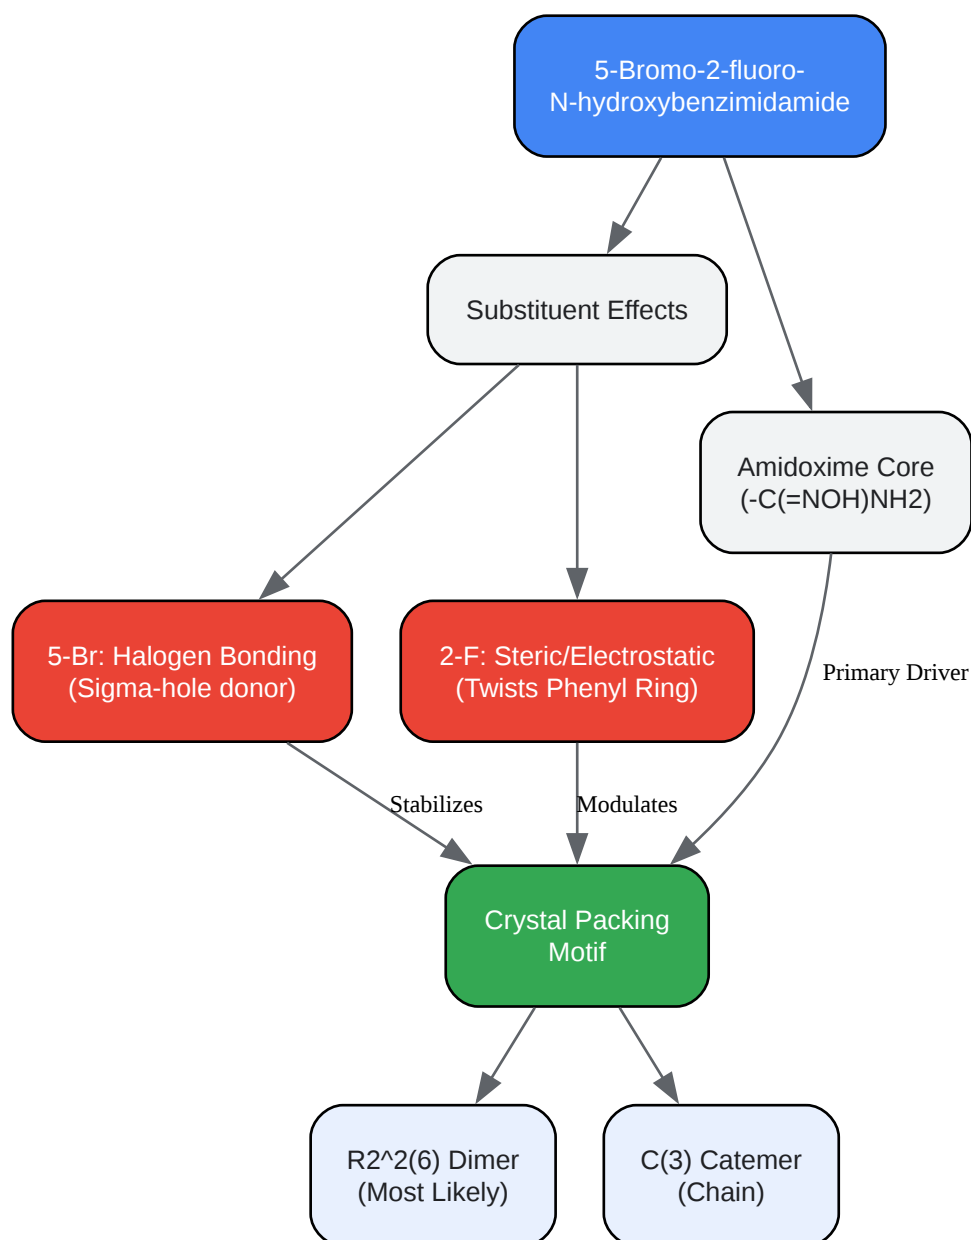 5-Bromo-2-fluoro-
N-hydroxybenzimidamide
Substituent Effects
Amidoxime Core
(-C(=NOH)NH2)
5-Br: Halogen Bonding
(Sigma-hole donor)
2-F: Steric/Electrostatic
(Twists Phenyl Ring)
Primary Driver
Stabilizes
Modulates
Crystal Packing
Motif
R2^2(6) Dimer
(Most Likely)
C(3) Catemer
(Chain)